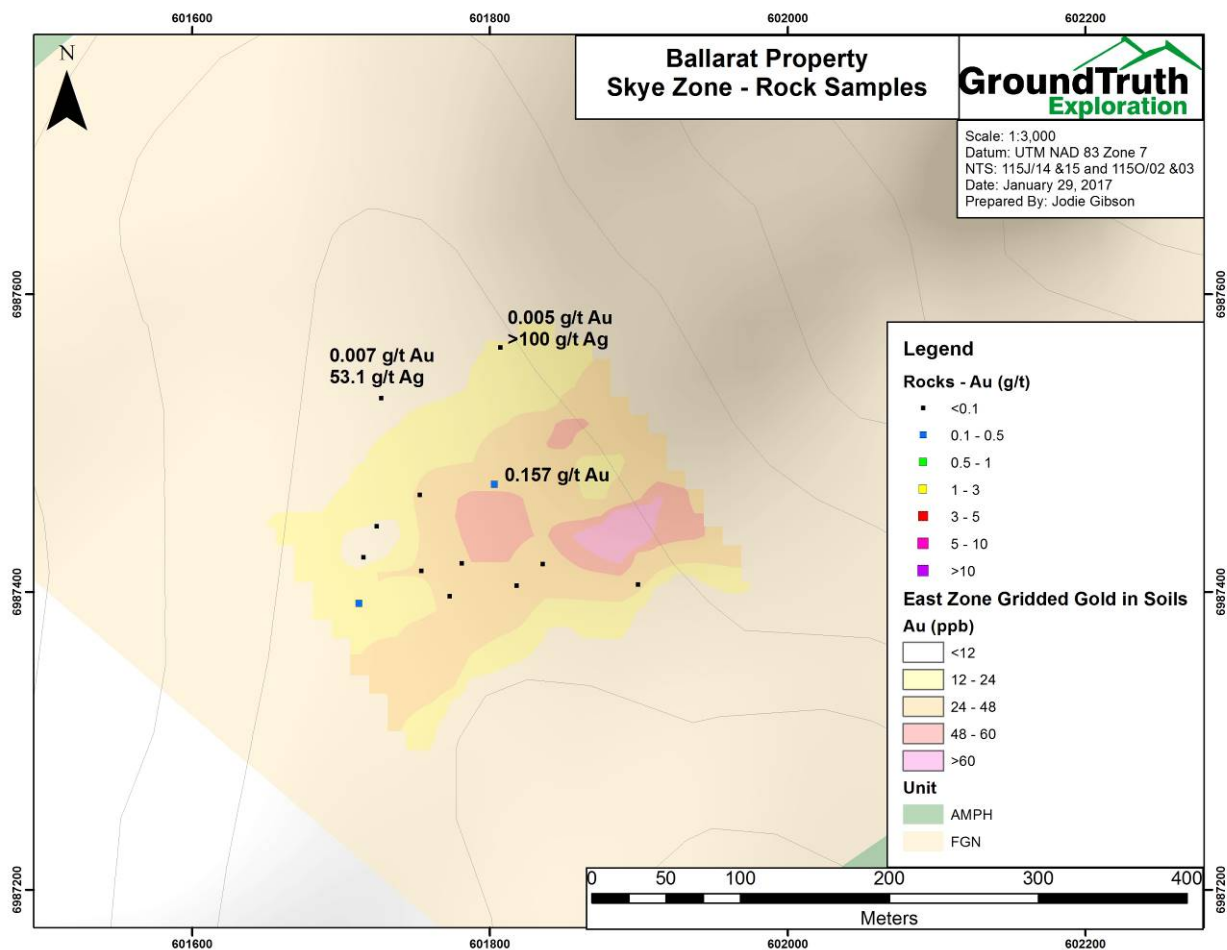 601600
601800
602000
602200
N
Ballarat Property
Skye Zone - Rock Samples
GroundTruth
Exploration
Scale: 1:3,000
Datum: UTM NAD 83 Zone 7
NTS: 115J/14 &15 and 115O/02 &03
Date: January 29, 2017
Prepared By: Jodie Gibson
6987600
6987600
0.005 g/t Au
>100 g/t Ag
0.007 g/t Au
53.1 g/t Ag
0.157 g/t Au
Legend
Rocks - Au (g/t)
<0.1
0.1 - 0.5
0.5 - 1
1 - 3
3 - 5
5 - 10
>10
6987400
6987400
East Zone Gridded Gold in Soils
Au (ppb)
<12
12 - 24
24 - 48
48 - 60
>60
Unit
AMPH
FGN
6987200
6987200
0 50 100 200 300 400
Meters
601600
601800
602000
602200